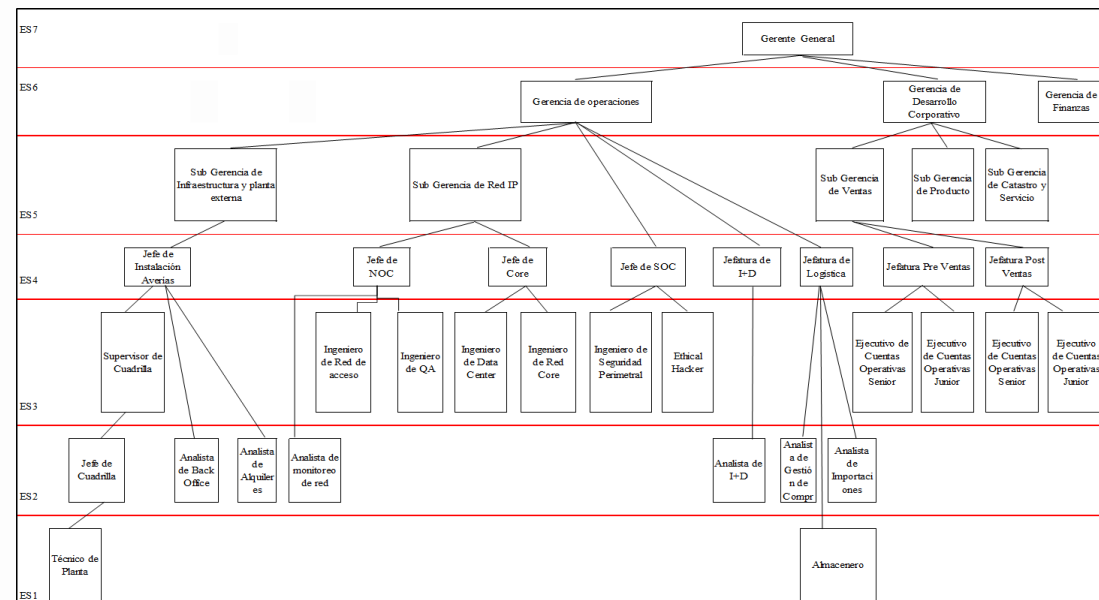 ES7
Gerente General
ES6
Gerencia de operaciones
Gerencia de
Desarrollo
Corporativo
Gerencia de
Finanzas
Sub Gerencia de
Infraestructura y planta
externa
Sub Gerencia de Red IP
Sub Gerencia
de Ventas
Sub Gerencia
de Producto
Sub Gerencia
de Catastro y
Servicio
ES5
Jefe de
Instalación
Averías
Jefe de
NOC
Jefe de
Core
Jefe de SOC
Jefatura de
I+D
Jefatura de
Logística
Jefatura Pre Ventas
Jefatura Post
Ventas
ES4
Supervisor de
Cuadrilla
Ingeniero
de Red de
acceso
Ingeniero
de QA
Ingeniero
de Data
Center
Ingeniero
de Red
Core
Ingeniero de
Seguridad
Perimetral
Ethical
Hacker
Ejecutivo de
Cuentas
Operativas
Senior
Ejecutivo
de Cuentas
Operativas
Junior
Ejecutivo
de Cuentas
Operativas
Senior
Ejecutivo
de Cuentas
Operativas
Junior
ES3
Jefe de
Cuadrilla
Analista
de Back
Office
Analista
de
Alquiler
es
Analista de
monitoreo
de red
Analista de
I+D
Analist
a de
Gestió
n de
Compr
Analista
de
Importaci
ones
ES2
Técnico de
Planta
Almacenero
ES1